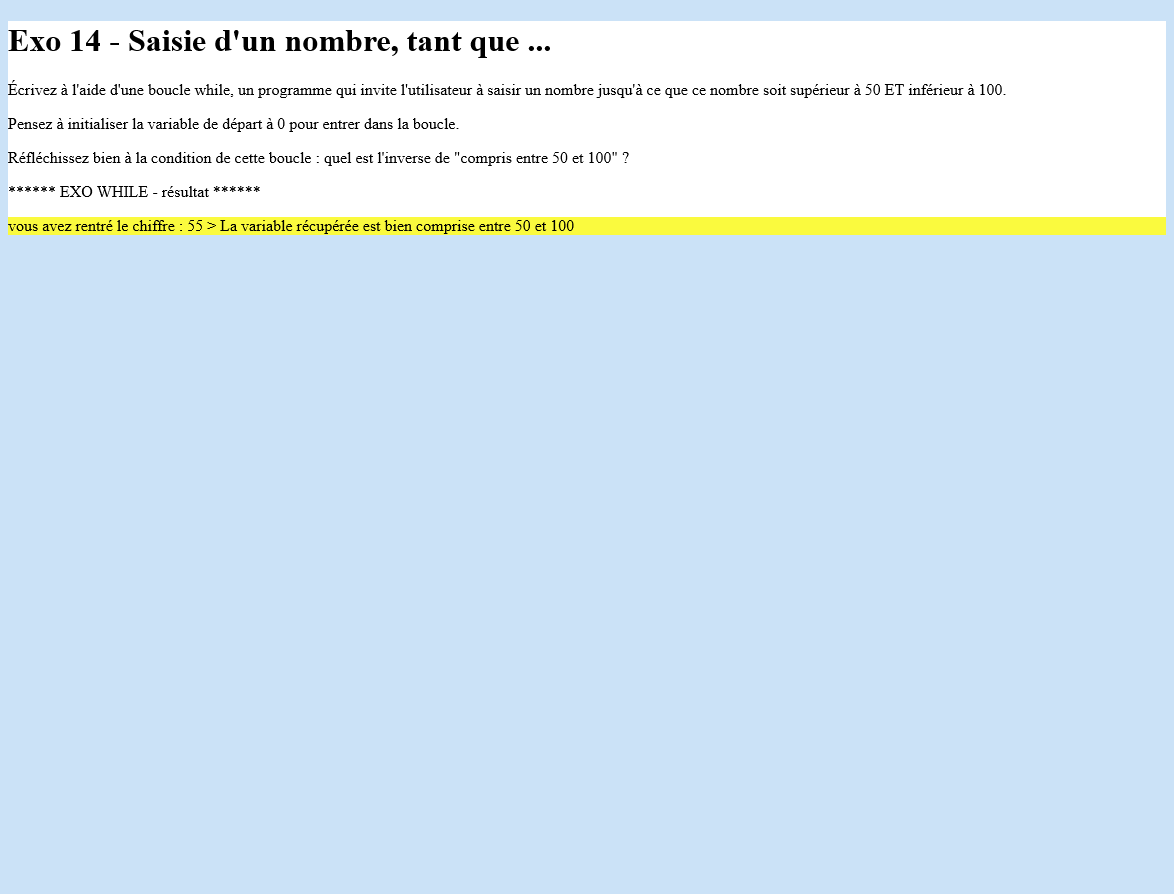 Exo 14 - Saisie d'un nombre, tant que ...
Écrivez à l'aide d'une boucle while, un programme qui invite l'utilisateur à saisir un nombre jusqu'à ce que ce nombre soit supérieur à 50 ET inférieur à 100.
Pensez à initialiser la variable de départ à 0 pour entrer dans la boucle.
Réfléchissez bien à la condition de cette boucle : quel est l'inverse de "compris entre 50 et 100" ?
****** EXO WHILE - résultat ******
vous avez rentré le chiffre : 55 > La variable récupérée est bien comprise entre 50 et 100